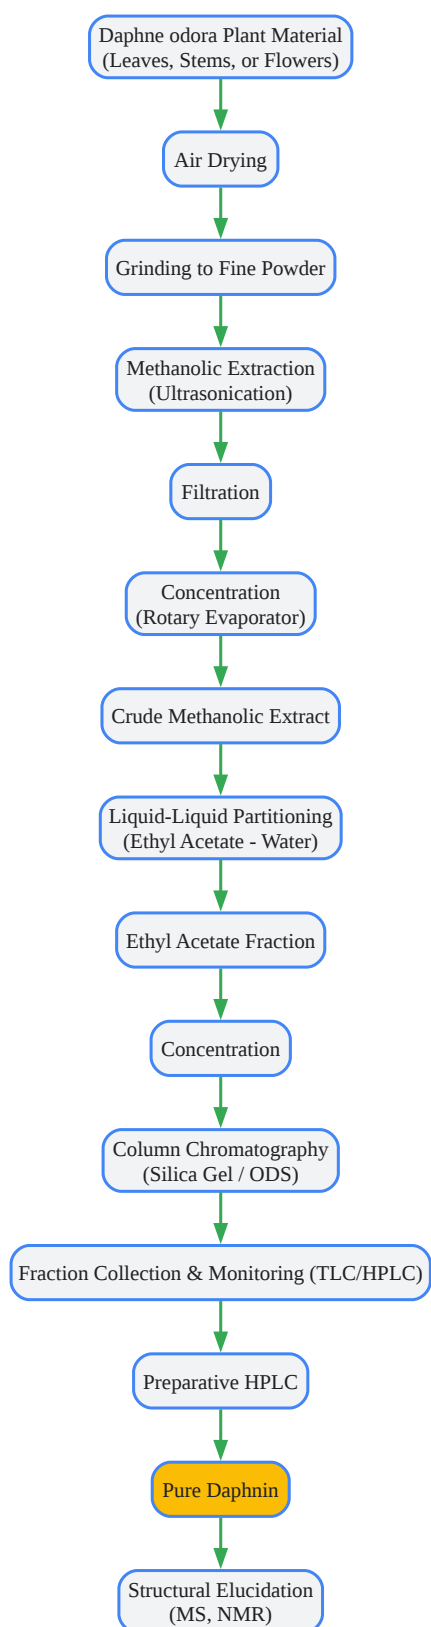 Daphne odora Plant Material
(Leaves, Stems, or Flowers)
Air Drying
Grinding to Fine Powder
Methanolic Extraction
(Ultrasonication)
Filtration
Concentration
(Rotary Evaporator)
Crude Methanolic Extract
Liquid-Liquid Partitioning
(Ethyl Acetate - Water)
Ethyl Acetate Fraction
Concentration
Column Chromatography
(Silica Gel / ODS)
Fraction Collection & Monitoring (TLC/HPLC)
Preparative HPLC
Pure Daphnin
Structural Elucidation
(MS, NMR)